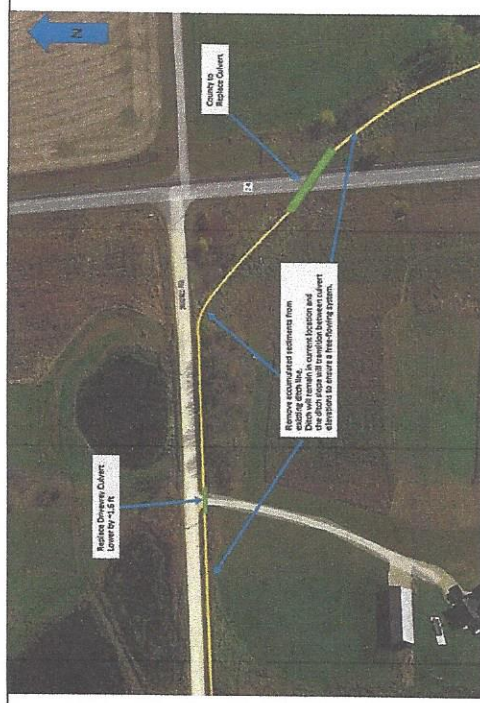 N
County to
Replace Culvert
Replace Driveway Culvert
Lower by ~1.5 ft
Remove accumulated sediments from
existing ditch line.
Ditch will remain in current location and
the ditch slope will transition between culvert
elevations to ensure a free-flowing system.